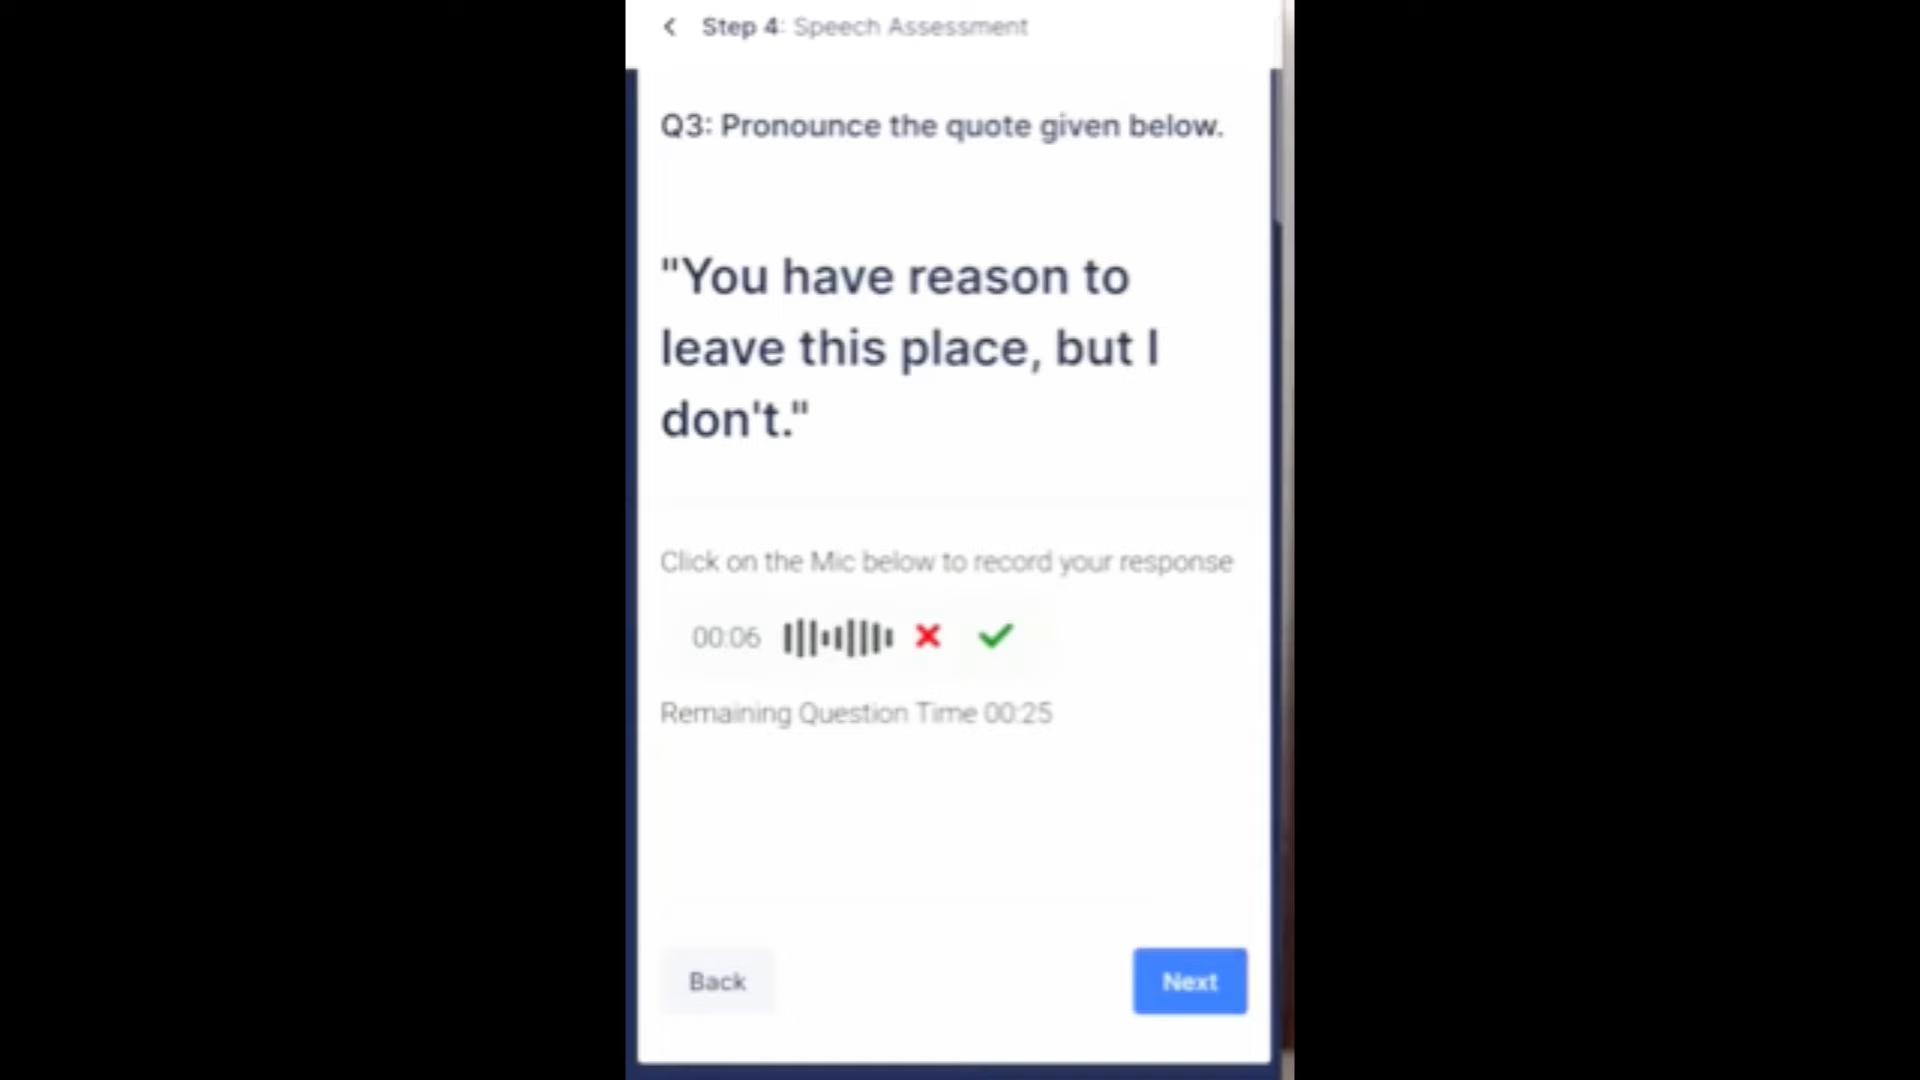 Step 4: Speech Assessment
Q3: Pronounce the quote given below.
"You have reason to
leave this place, but I
don't."
Click on the Mic below to record your response
00:06
Remaining Question Time 00:25
Back
Next